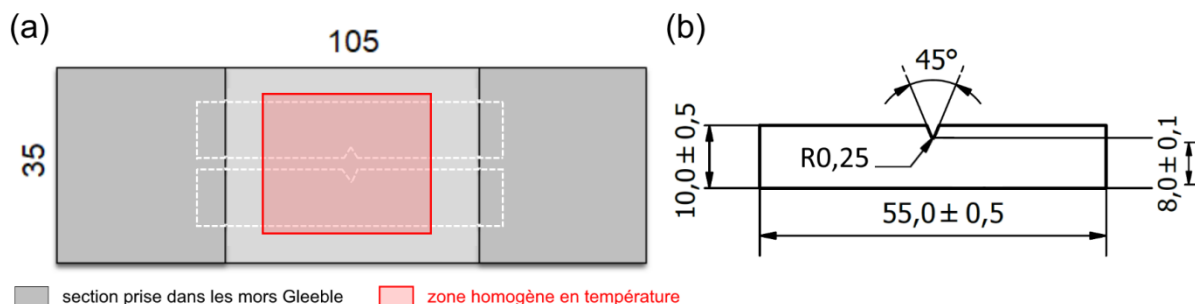 (a)
105
35
section prise dans les mors Gleeble
zone homogène en température
(b)
45°
10,0 ± 0,5
R0,25
8,0 ± 0,1
55,0 ± 0,5